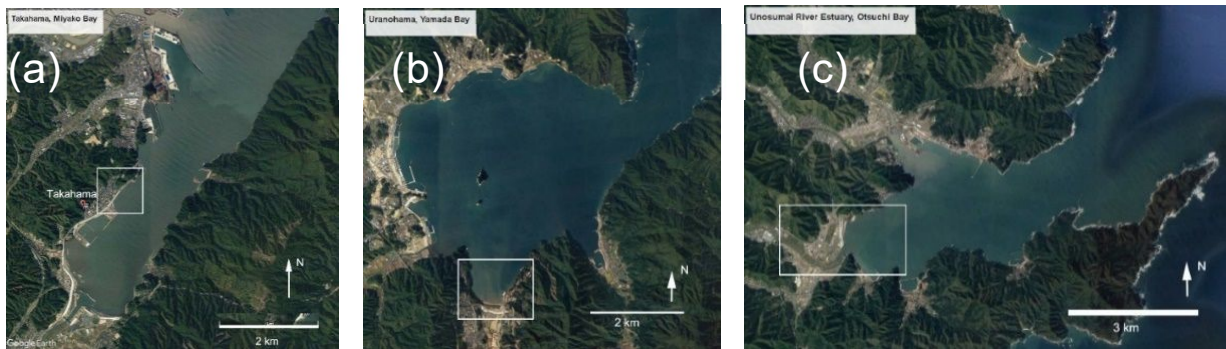 Takahama, Miyako Bay
(a)
Takahama
N
2 km
Google Earth
Uranohama, Yamada Bay
(b)
N
2 km
Unosumai River Estuary, Otsuchi Bay
(c)
N
3 km